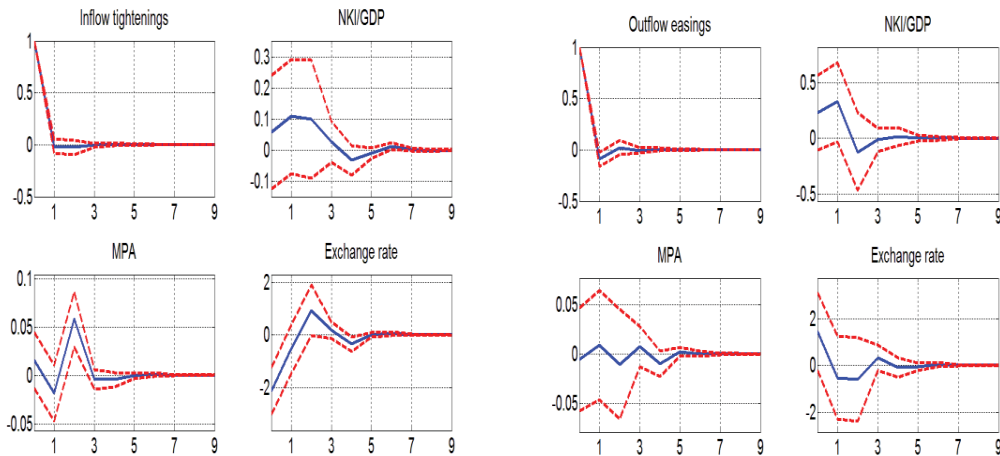 Inflow tightenings
1
0.5
0
-0.5
1 3 5 7 9
NKI/GDP
0.3
0.2
0.1
0
-0.1
1 3 5 7 9
MPA
0.1
0.05
0
-0.05
1 3 5 7 9
Exchange rate
2
0
-2
1 3 5 7 9
Outflow easings
1
0.5
0
-0.5
1 3 5 7 9
NKI/GDP
0.5
0
-0.5
1 3 5 7 9
MPA
0.05
0
-0.05
1 3 5 7 9
Exchange rate
2
0
-2
1 3 5 7 9